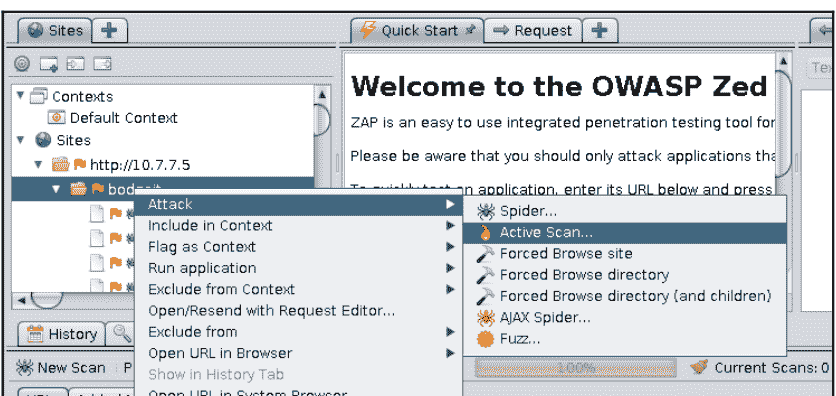 Sites
Quick Start
Request
Contexts
Default Context
Sites
http://10.7.7.5
Welcome to the OWASP Zed
ZAP is an easy to use integrated penetration testing tool for
Please be aware that you should only attack applications
an application, enter its URL below and press
Attack
Include in Context
Flag as Context
Run application
Exclude from Context
Open/Resend with Request Editor...
Exclude from
Open URL in Browser
Show in History Tab
Open URL in System Browser
Spider...
Active Scan...
Forced Browse site
Forced Browse directory
Forced Browse directory (and children)
AJAX Spider...
Fuzz...
History
New Scan
100%
Current Scans: 0